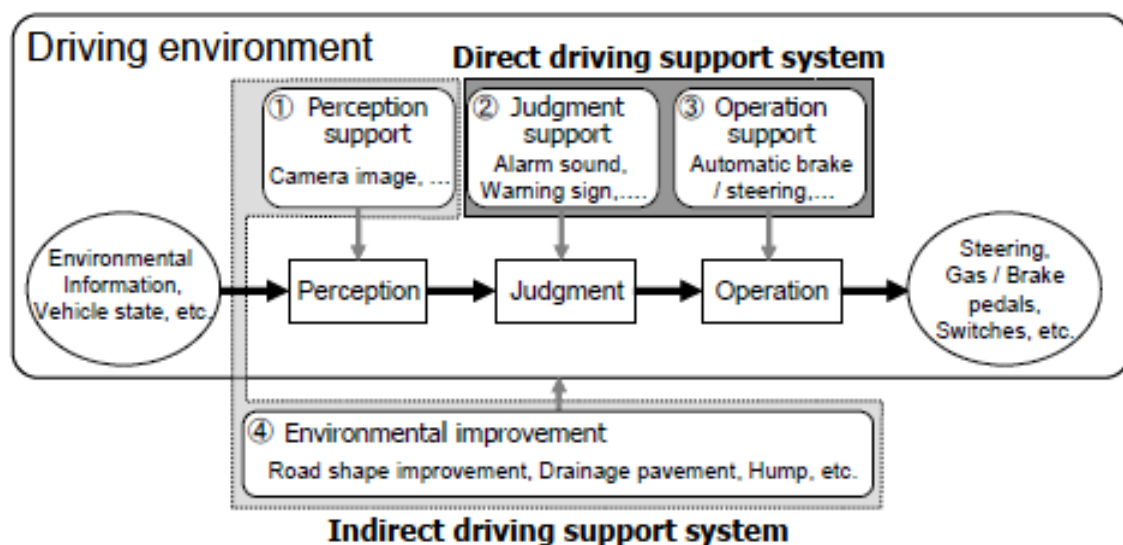 Driving environment
Direct driving support system
① Perception
support
Camera image, ...
② Judgment
support
Alarm sound,
Warning sign,....
③ Operation
support
Automatic brake
/ steering,...
Environmental
Information,
Vehicle state, etc.
Perception
Judgment
Operation
Steering,
Gas / Brake
pedals,
Switches, etc.
④ Environmental improvement
Road shape improvement, Drainage pavement, Hump, etc.
Indirect driving support system